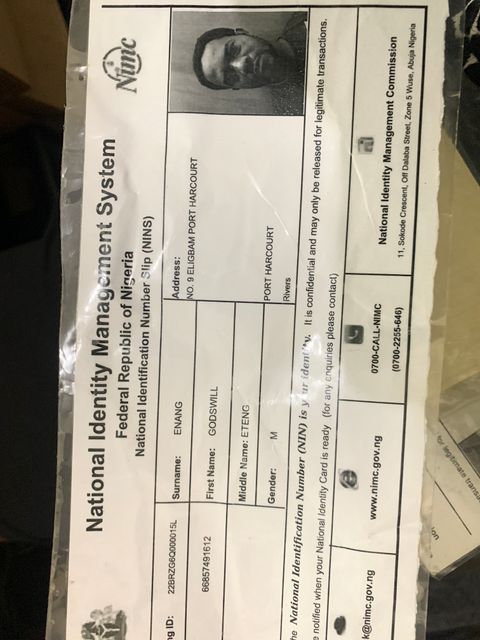 National Identity Management System
Federal Republic of Nigeria
National Identification Number Slip (NINS)
Nimc
ng ID: 22BRZG6Q000015L
Surname: ENANG
Address:
NO. 9 ELIGBAM PORT HARCOURT
66857491612
First Name: GODSWILL
Middle Name: ETENG
Gender: M
PORT HARCOURT
Rivers
he National Identification Number (NIN) is your identity. It is confidential and may only be released for legitimate transactions.
e notified when your National Identity Card is ready (for any enquiries please contact)
k@nimc.gov.ng
www.nimc.gov.ng
0700-CALL-NIMC
(0700-2255-646)
National Identity Management Commission
11, Sokode Crescent, Off Dalaba Street, Zone 5 Wuse, Abuja Nigeria
for legitimate transa